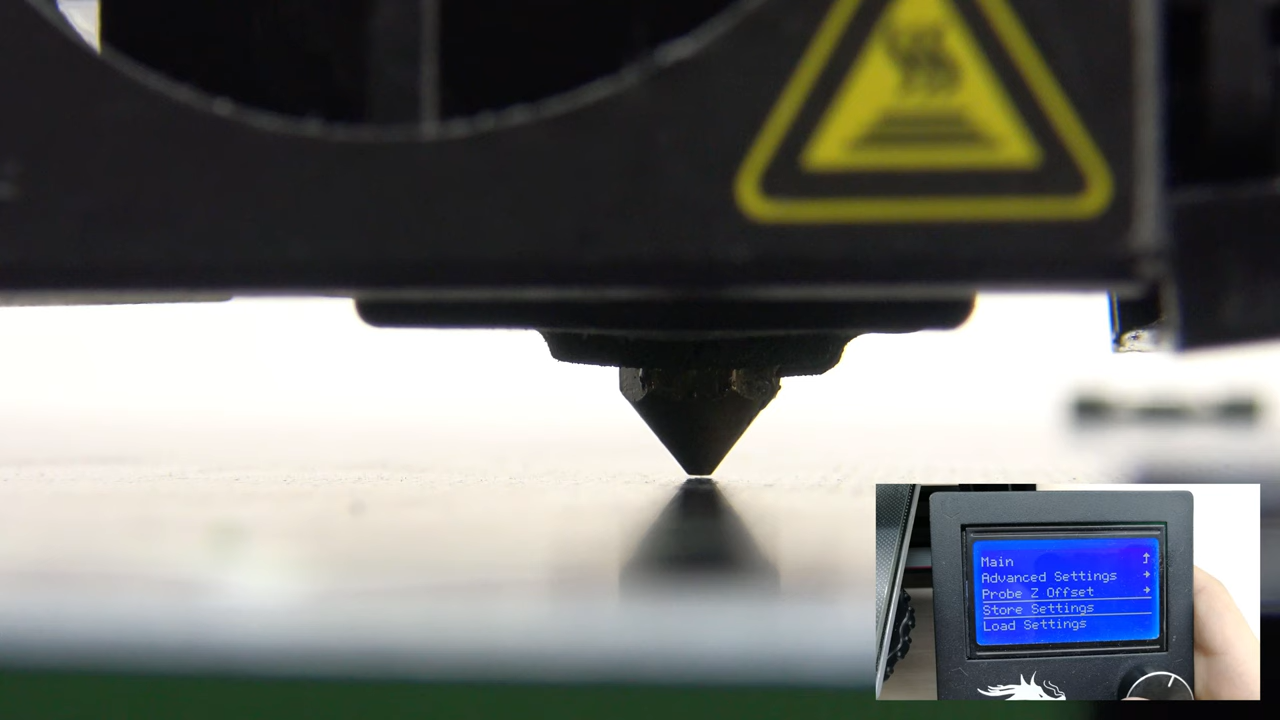 Main
Advanced Settings
Probe Z Offset
Store Settings
Load Settings